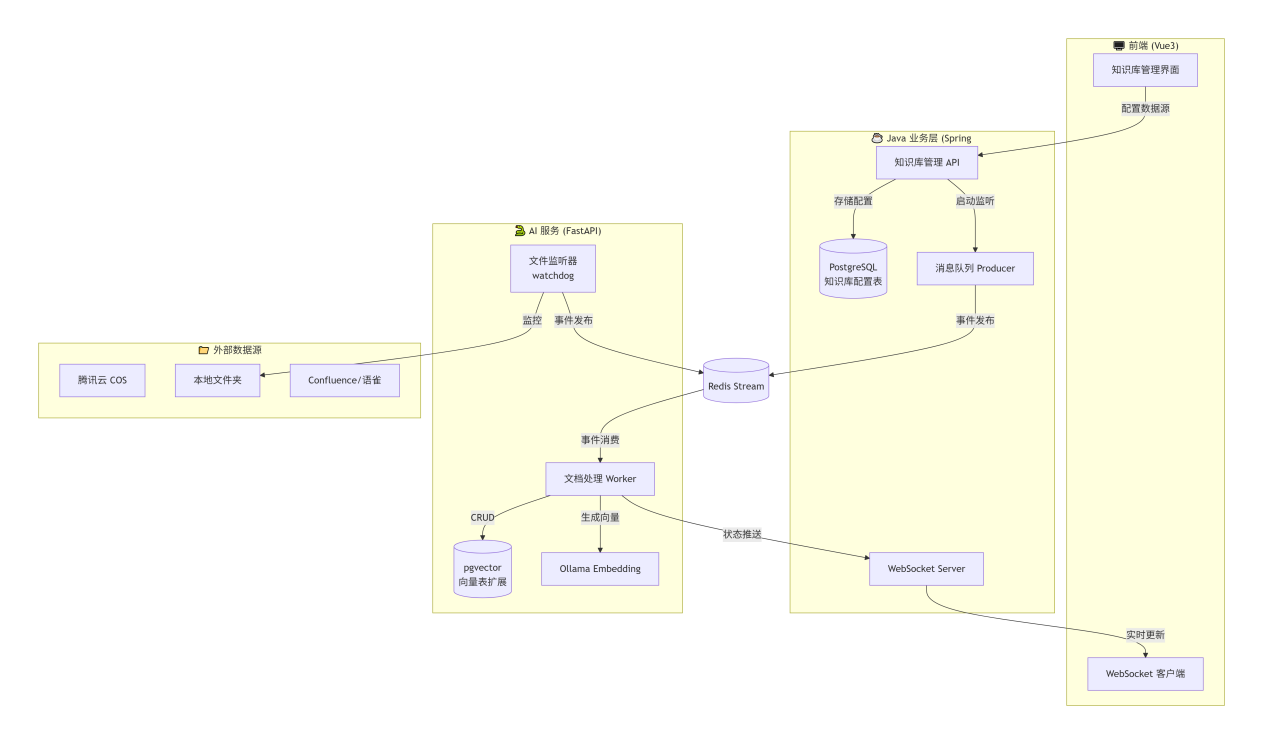 🖥️ 前端 (Vue3)
知识库管理界面
配置数据源
☕ Java 业务层 (Spring
知识库管理 API
存储配置
启动监听
PostgreSQL
知识库配置表
消息队列 Producer
事件发布
🐍 AI 服务 (FastAPI)
文件监听器
watchdog
监控
事件发布
📂 外部数据源
腾讯云 COS
本地文件夹
Confluence/语雀
Redis Stream
事件消费
文档处理 Worker
CRUD
生成向量
状态推送
pgvector
向量表扩展
Ollama Embedding
WebSocket Server
实时更新
WebSocket 客户端